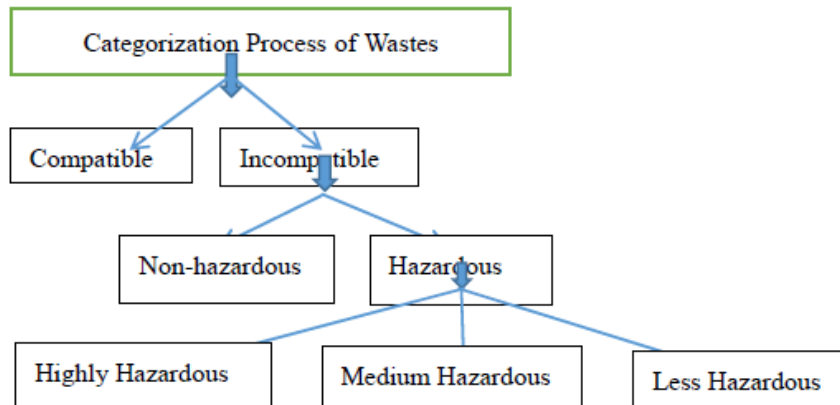 Categorization Process of Wastes
Compatible
Incompatible
Non-hazardous
Hazardous
Highly Hazardous
Medium Hazardous
Less Hazardous